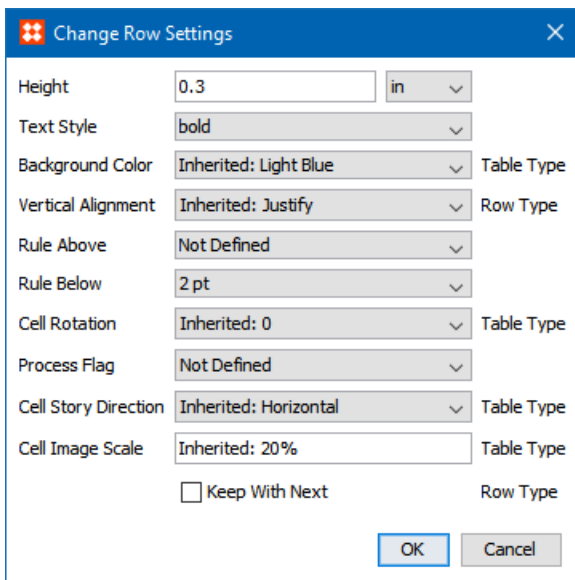 Change Row Settings
Height 0.3 in
Text Style bold
Background Color Inherited: Light Blue Table Type
Vertical Alignment Inherited: Justify Row Type
Rule Above Not Defined
Rule Below 2 pt
Cell Rotation Inherited: 0 Table Type
Process Flag Not Defined
Cell Story Direction Inherited: Horizontal Table Type
Cell Image Scale Inherited: 20% Table Type
Keep With Next Row Type
OK Cancel